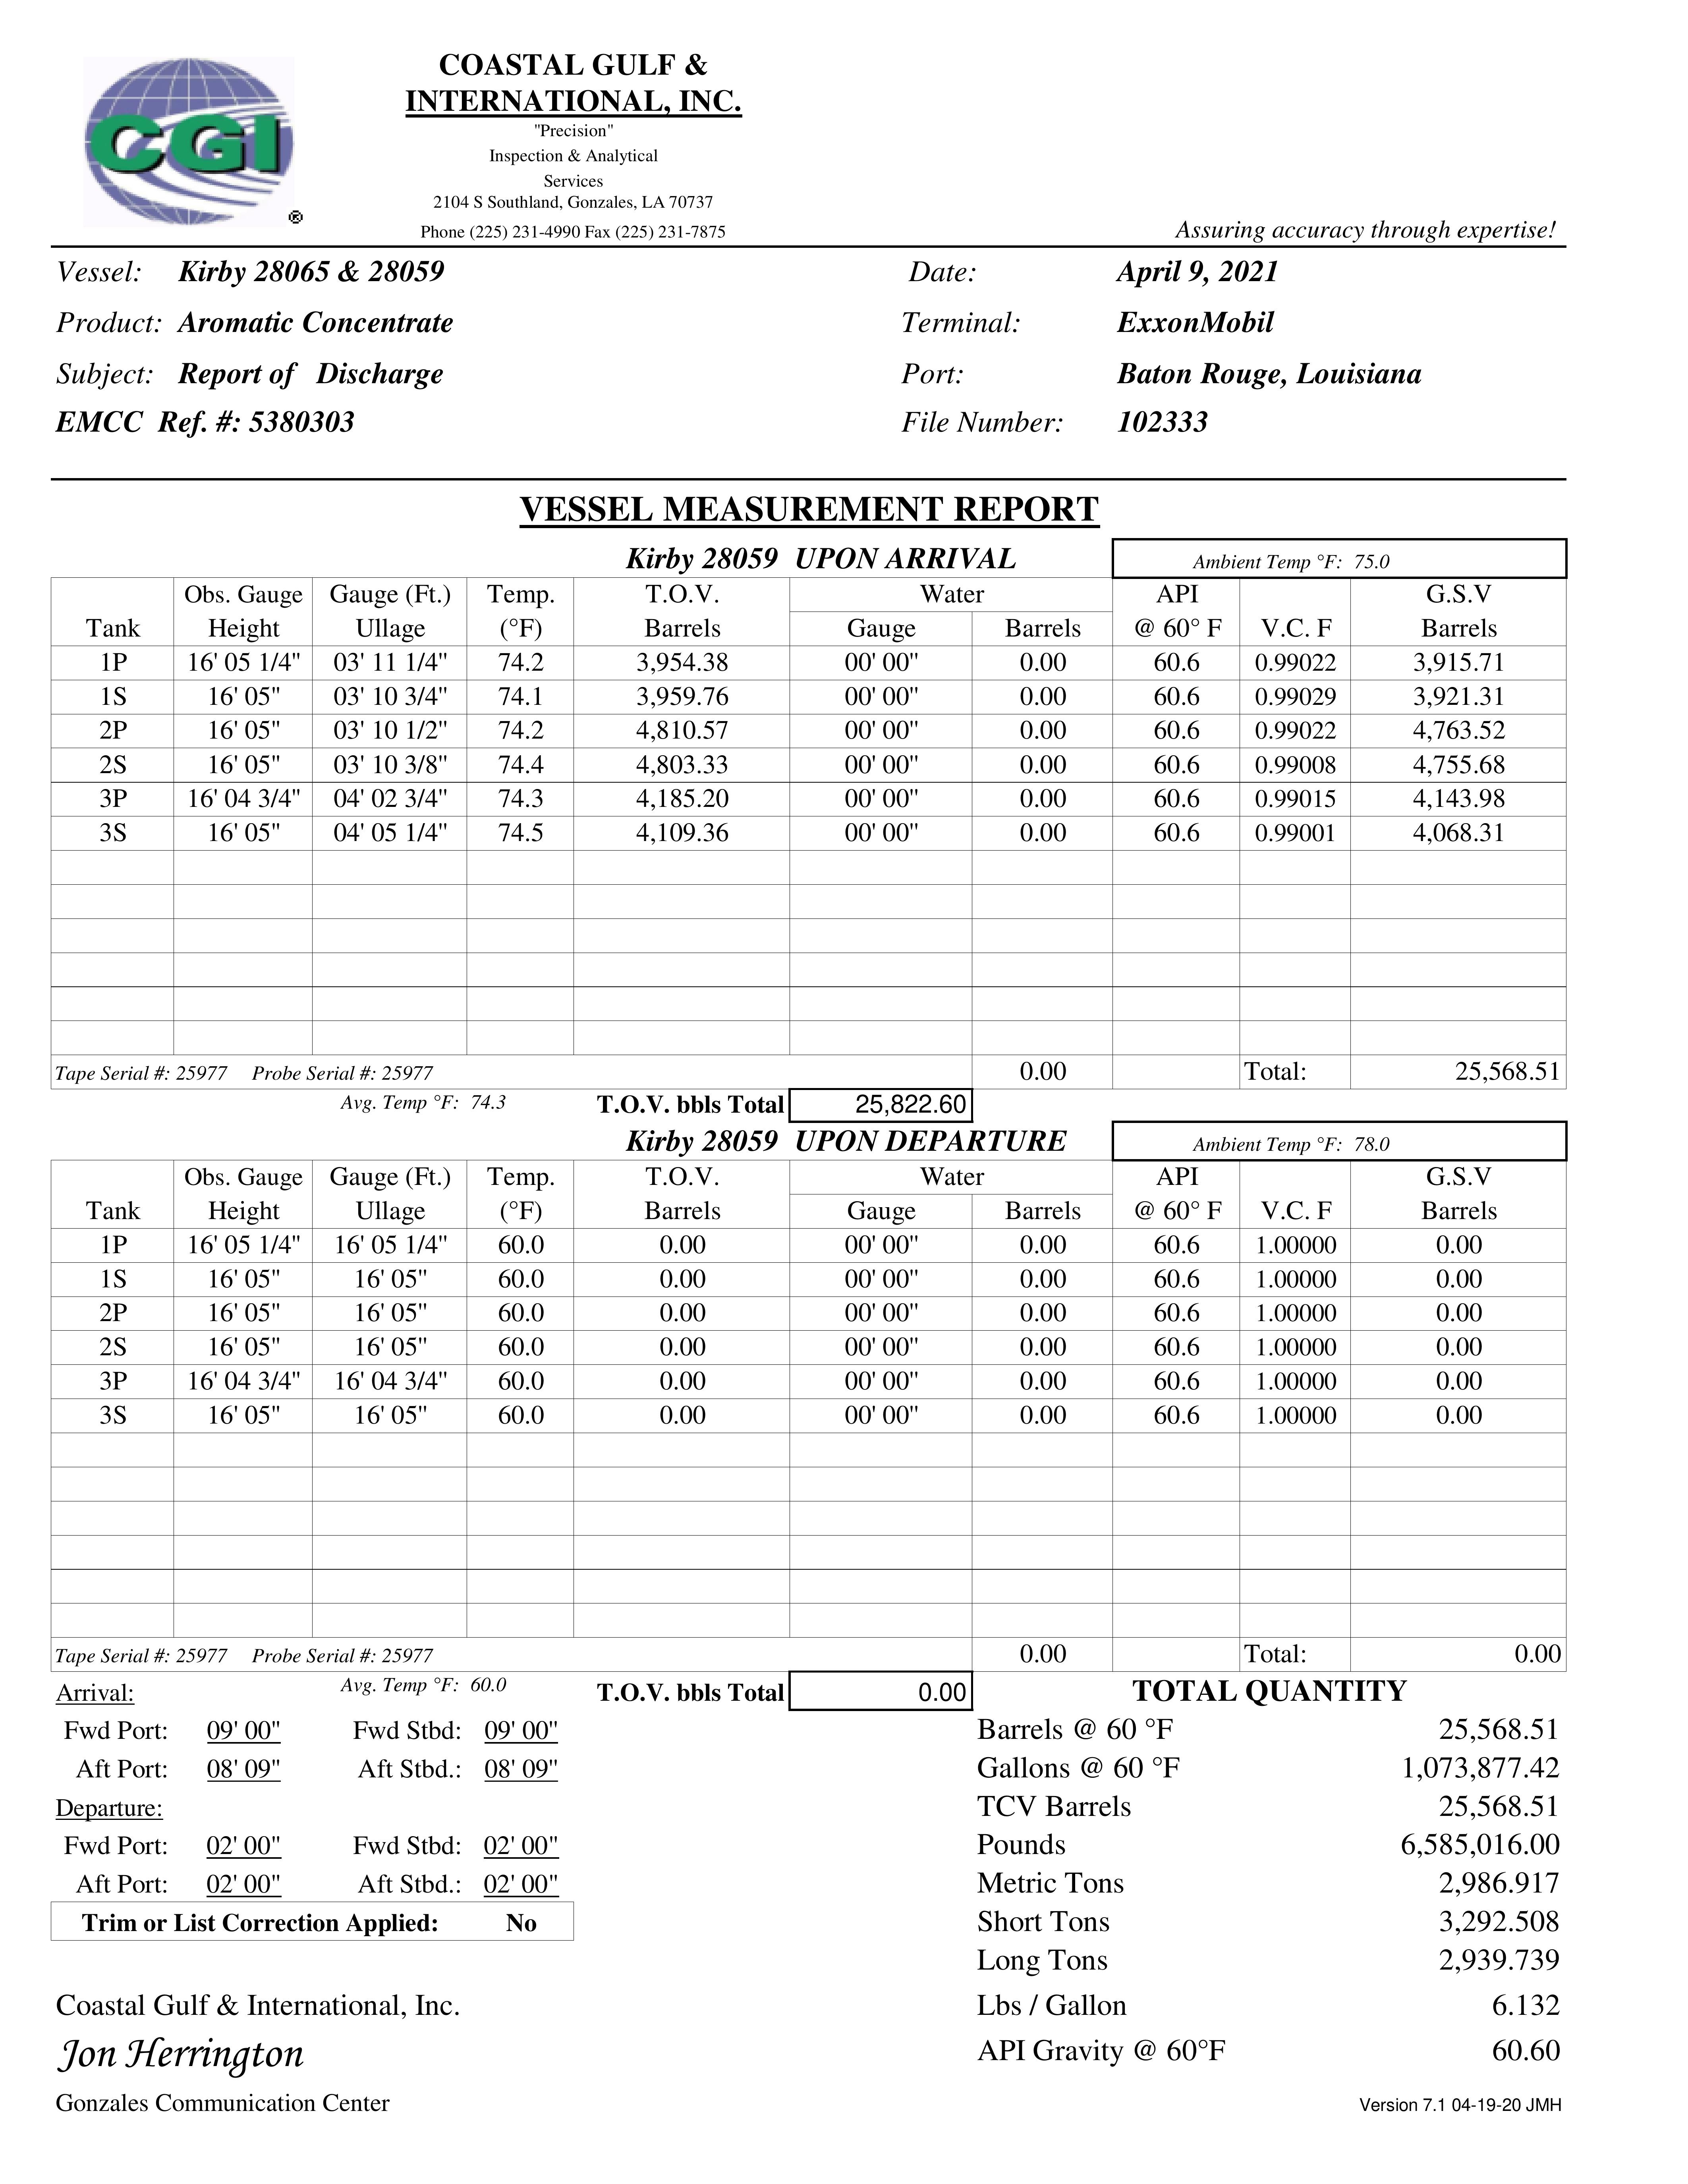 COASTAL GULF &
INTERNATIONAL, INC.
"Precision"
Inspection & Analytical
Services
2104 S Southland, Gonzales, LA 70737
Phone (225) 231-4990 Fax (225) 231-7875
CGI
®
Assuring accuracy through expertise!
Vessel: Kirby 28065 & 28059 Date: April 9, 2021
Product: Aromatic Concentrate Terminal: ExxonMobil
Subject: Report of Discharge Port: Baton Rouge, Louisiana
EMCC Ref. #: 5380303 File Number: 102333
VESSEL MEASUREMENT REPORT
Kirby 28059 UPON ARRIVAL Ambient Temp °F: 75.0
Obs. Gauge Gauge (Ft.) Temp. T.O.V. Water API G.S.V
Tank Height Ullage (°F) Barrels Gauge Barrels @ 60° F V.C. F Barrels
1P 16' 05 1/4" 03' 11 1/4" 74.2 3,954.38 00' 00" 0.00 60.6 0.99022 3,915.71
1S 16' 05" 03' 10 3/4" 74.1 3,959.76 00' 00" 0.00 60.6 0.99029 3,921.31
2P 16' 05" 03' 10 1/2" 74.2 4,810.57 00' 00" 0.00 60.6 0.99022 4,763.52
2S 16' 05" 03' 10 3/8" 74.4 4,803.33 00' 00" 0.00 60.6 0.99008 4,755.68
3P 16' 04 3/4" 04' 02 3/4" 74.3 4,185.20 00' 00" 0.00 60.6 0.99015 4,143.98
3S 16' 05" 04' 05 1/4" 74.5 4,109.36 00' 00" 0.00 60.6 0.99001 4,068.31
Tape Serial #: 25977 Probe Serial #: 25977 0.00 Total: 25,568.51
Avg. Temp °F: 74.3 T.O.V. bbls Total 25,822.60
Kirby 28059 UPON DEPARTURE Ambient Temp °F: 78.0
Obs. Gauge Gauge (Ft.) Temp. T.O.V. Water API G.S.V
Tank Height Ullage (°F) Barrels Gauge Barrels @ 60° F V.C. F Barrels
1P 16' 05 1/4" 16' 05 1/4" 60.0 0.00 00' 00" 0.00 60.6 1.00000 0.00
1S 16' 05" 16' 05" 60.0 0.00 00' 00" 0.00 60.6 1.00000 0.00
2P 16' 05" 16' 05" 60.0 0.00 00' 00" 0.00 60.6 1.00000 0.00
2S 16' 05" 16' 05" 60.0 0.00 00' 00" 0.00 60.6 1.00000 0.00
3P 16' 04 3/4" 16' 04 3/4" 60.0 0.00 00' 00" 0.00 60.6 1.00000 0.00
3S 16' 05" 16' 05" 60.0 0.00 00' 00" 0.00 60.6 1.00000 0.00
Tape Serial #: 25977 Probe Serial #: 25977 0.00 Total: 0.00
Arrival: Avg. Temp °F: 60.0 T.O.V. bbls Total 0.00 TOTAL QUANTITY
Fwd Port: 09' 00" Fwd Stbd: 09' 00" Barrels @ 60 °F 25,568.51
Aft Port: 08' 09" Aft Stbd.: 08' 09" Gallons @ 60 °F 1,073,877.42
Departure: TCV Barrels 25,568.51
Fwd Port: 02' 00" Fwd Stbd: 02' 00" Pounds 6,585,016.00
Aft Port: 02' 00" Aft Stbd.: 02' 00" Metric Tons 2,986.917
Trim or List Correction Applied: No Short Tons 3,292.508
Long Tons 2,939.739
Coastal Gulf & International, Inc. Lbs / Gallon 6.132
Jon Herrington API Gravity @ 60°F 60.60
Gonzales Communication Center Version 7.1 04-19-20 JMH